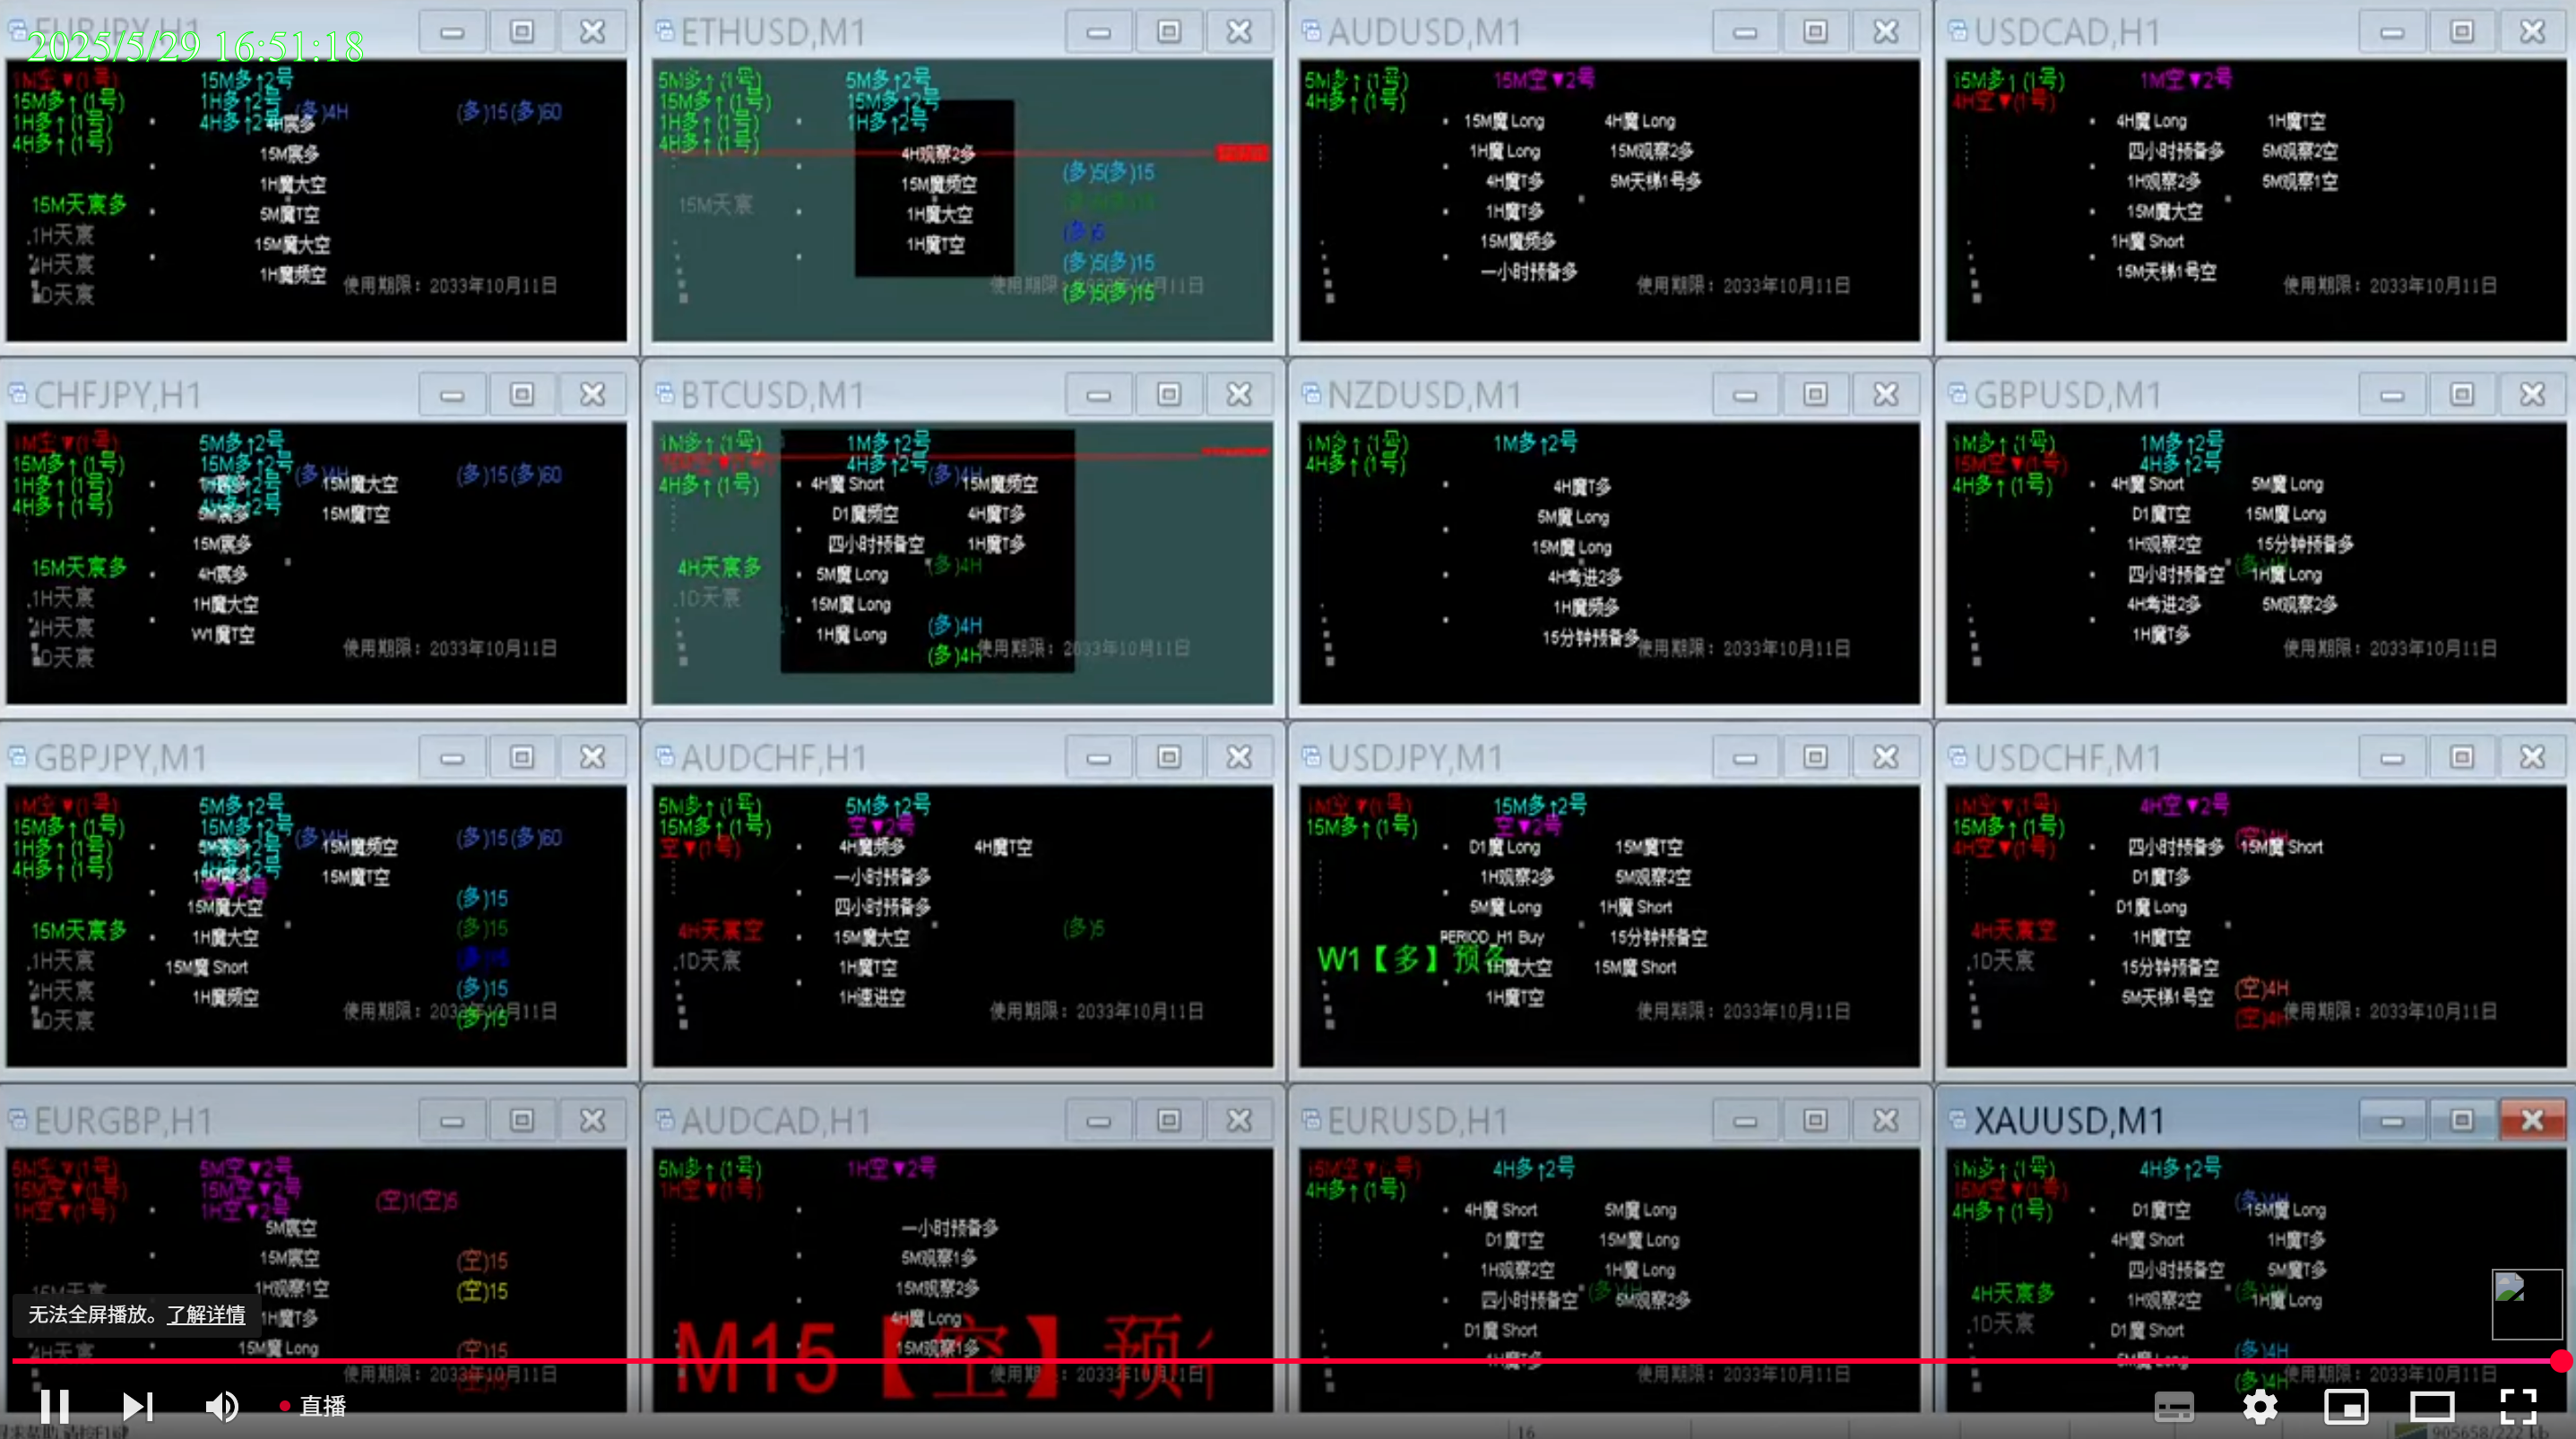 EURJPY,H1
2025/5/29 16:51:18
1M空▼(1号)
15M多↑(1号)
1H多↑(1号)
4H多↑(1号)
15M多↑2号
1H多↑2号
4H多↑2号
(多)4H
(多)15(多)60
15M宸多
1H魔大空
5M魔T空
15M魔大空
1H魔频空
15M天宸多
1H天宸
4H天宸
D天宸
使用期限：2033年10月11日
ETHUSD,M1
5M多↑(1号)
15M多↑(1号)
1H多↑(1号)
4H多↑(1号)
5M多↑2号
15M多↑2号
1H多↑2号
4H观察2多
15M魔频空
1H魔大空
1H魔T空
15M天宸
(多)5(多)15
(多)5
(多)5(多)15
(多)5(多)15
AUDUSD,M1
5M多↑(1号)
4H多↑(1号)
15M空▼2号
15M魔 Long 4H魔 Long
1H魔 Long 15M观察2多
4H魔T多 5M天梯1号多
1H魔T多
15M魔频多
一小时预备多
使用期限：2033年10月11日
USDCAD,H1
15M多↑(1号)
4H空▼(1号)
1M空▼2号
4H魔 Long 1H魔T空
四小时预备多 5M观察2空
1H观察2多 5M观察1空
15M魔大空
1H魔 Short
15M天梯1号空
使用期限：2033年10月11日
CHFJPY,H1
1M空▼(1号)
15M多↑(1号)
1H多↑(1号)
4H多↑(1号)
5M多↑2号
15M多↑2号
(多)4H
(多)15(多)60
15M魔大空
15M魔T空
15M宸多
4H宸多
1H魔大空
W1魔T空
15M天宸多
1H天宸
4H天宸
D天宸
使用期限：2033年10月11日
BTCUSD,M1
1M多↑(1号)
4H多↑(1号)
1M多↑2号
4H多↑2号
(多)4H
4H魔 Short 15M魔频空
D1魔频空 4H魔T多
四小时预备空 1H魔T多
5M魔 Long
15M魔 Long
1H魔 Long
4H天宸多
1D天宸
(多)4H
(多)4H
(多)4H
使用期限：2033年10月11日
NZDUSD,M1
1M多↑(1号)
4H多↑(1号)
1M多↑2号
4H魔T多
5M魔 Long
15M魔 Long
4H考进2多
1H魔频多
15分钟预备多
使用期限：2033年10月11日
GBPUSD,M1
1M多↑(1号)
15M空▼(1号)
4H多↑(1号)
1M多↑2号
4H多↑2号
4H魔 Short 5M魔 Long
D1魔T空 15M魔 Long
1H观察2空 15分钟预备多
四小时预备空 1H魔 Long
4H考进2多 5M观察2多
1H魔T多
使用期限：2033年10月11日
GBPJPY,M1
1M空▼(1号)
15M多↑(1号)
1H多↑(1号)
4H多↑(1号)
5M多↑2号
15M多↑2号
空▼2号
(多)4H
(多)15(多)60
15M魔频空
15M魔T空
15M魔大空
1H魔大空
15M魔 Short
1H魔频空
15M天宸多
1H天宸
4H天宸
D天宸
(多)15
(多)15
(多)15
(多)15
(多)15
使用期限：2033年10月11日
AUDCHF,H1
5M多↑(1号)
15M多↑(1号)
空▼(1号)
5M多↑2号
空▼2号
4H魔频多 4H魔T空
一小时预备多
四小时预备多
15M魔大空
1H魔T空
1H速进空
4H天宸空
1D天宸
(多)5
使用期限：2033年10月11日
USDJPY,M1
1M空▼(1号)
15M多↑(1号)
15M多↑2号
空▼2号
D1魔 Long 15M魔T空
1H观察2多 5M观察2空
5M魔 Long 1H魔 Short
PERIOD_H1 Buy 15分钟预备空
1H魔大空 15M魔 Short
1H魔T空
W1【多】预备
使用期限：2033年10月11日
USDCHF,M1
1M空▼(1号)
15M多↑(1号)
4H空▼(1号)
4H空▼2号
(空)4H
四小时预备多 15M魔 Short
D1魔T多
D1魔 Long
1H魔T空
15分钟预备空
5M天梯1号空
4H天宸空
1D天宸
(空)4H
(空)4H
使用期限：2033年10月11日
EURGBP,H1
5M空▼(1号)
15M空▼(1号)
1H空▼(1号)
5M空▼2号
15M空▼2号
1H空▼2号
(空)1(空)5
5M宸空
15M宸空
1H观察1空
1H魔T多
15M魔 Long
15M天宸
4H天宸
(空)15
(空)15
(空)15
使用期限：2033年10月11日
AUDCAD,H1
5M多↑(1号)
1H空▼(1号)
1H空▼2号
一小时预备多
5M观察1多
15M观察2多
4H魔 Long
15M观察1多
M15【空】预
使用期限：2033年10月11日
EURUSD,H1
15M空▼(1号)
4H多↑(1号)
4H多↑2号
4H魔 Short 5M魔 Long
D1魔T空 15M魔 Long
1H观察2空 1H魔 Long
四小时预备空 5M观察2多
D1魔 Short
1H魔T多
使用期限：2033年10月11日
XAUUSD,M1
1M多↑(1号)
15M空▼(1号)
4H多↑(1号)
4H多↑2号
(多)4H
D1魔T空 15M魔 Long
4H魔 Short 1H魔T多
四小时预备空 5M魔T多
1H观察2空 1H魔 Long
D1魔 Short
5M魔 Long
4H天宸多
1D天宸
(多)4H
(多)4H
使用期限：2033年10月11日
无法全屏播放。了解详情
直播
16
905658/222 kb